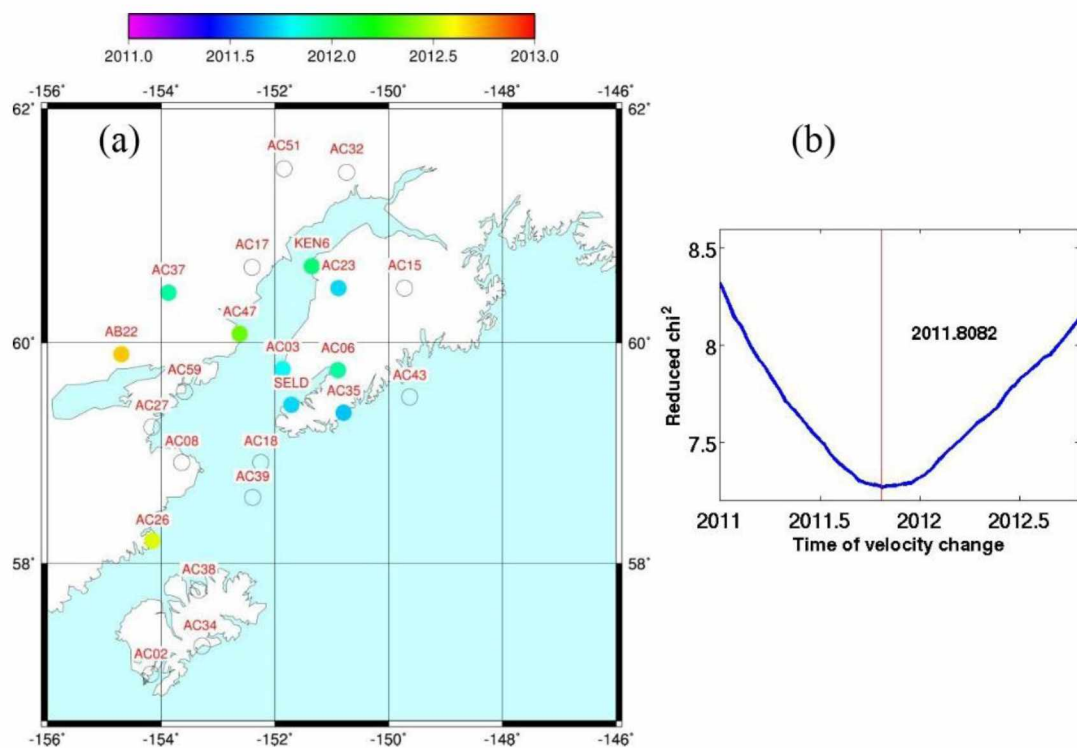 2011.0 2011.5 2012.0 2012.5 2013.0
-156° -154° -152° -150° -148° -146°
62° 62°
(a) (b)
AC51 AC32
AC17 KEN6
AC37 AC23 AC15
AC47
AB22
60° 60°
AC03 AC06
AC59 SELD AC35 AC43
AC27
AC08 AC18
AC39
AC26
58° 58°
AC38
AC34
AC02
-156° -154° -152° -150° -148° -146°
8.5
8
7.5
Reduced chi²
2011.8082
2011 2011.5 2012 2012.5
Time of velocity change